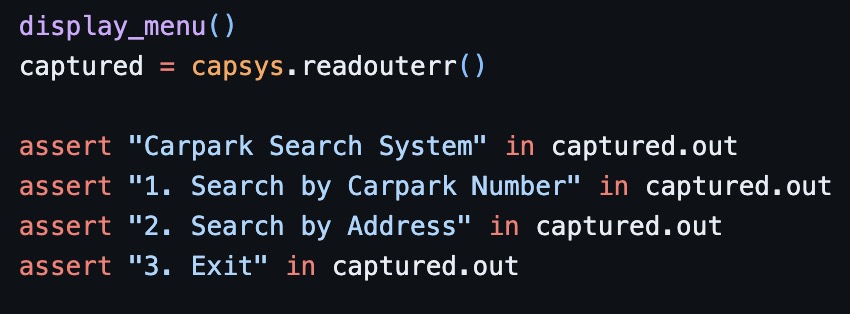 display_menu()
captured = capsys.readouterr()
assert "Carpark Search System" in captured.out
assert "1. Search by Carpark Number" in captured.out
assert "2. Search by Address" in captured.out
assert "3. Exit" in captured.out